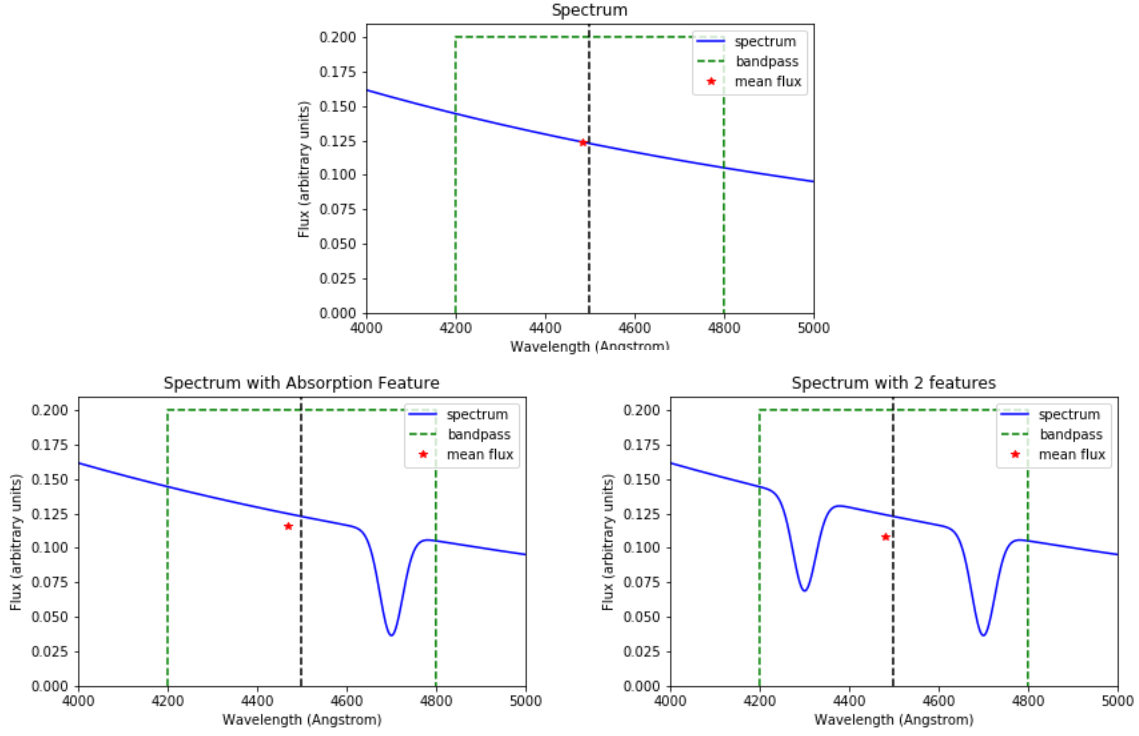 Spectrum
Flux (arbitrary units)
0.200
0.175
0.150
0.125
0.100
0.075
0.050
0.025
0.000
spectrum
bandpass
mean flux
4000 4200 4400 4600 4800 5000
Wavelength (Angstrom)
Spectrum with Absorption Feature
Flux (arbitrary units)
0.200
0.175
0.150
0.125
0.100
0.075
0.050
0.025
0.000
spectrum
bandpass
mean flux
4000 4200 4400 4600 4800 5000
Wavelength (Angstrom)
Spectrum with 2 features
Flux (arbitrary units)
0.200
0.175
0.150
0.125
0.100
0.075
0.050
0.025
0.000
spectrum
bandpass
mean flux
4000 4200 4400 4600 4800 5000
Wavelength (Angstrom)